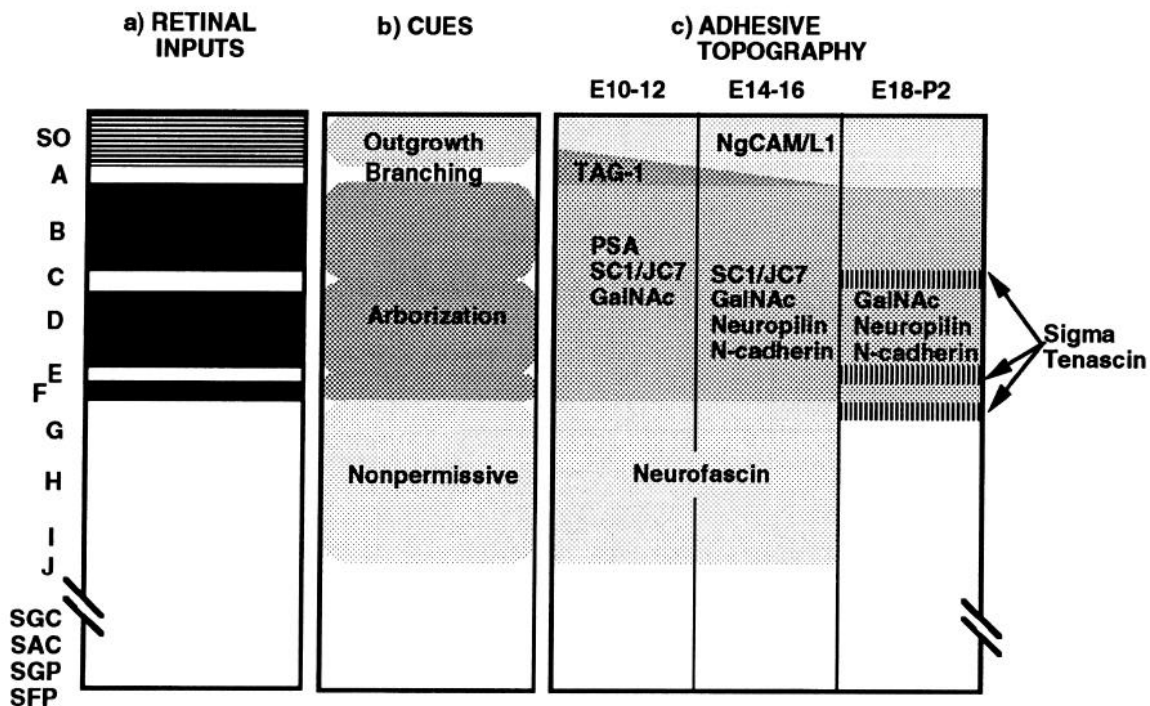 a) RETINAL
INPUTS
b) CUES
c) ADHESIVE
TOPOGRAPHY
E10-12
E14-16
E18-P2
SO
A
B
C
D
E
F
G
H
I
J
SGC
SAC
SGP
SFP
Outgrowth
Branching
Arborization
Nonpermissive
TAG-1
PSA
SC1/JC7
GalNAc
NgCAM/L1
SC1/JC7
GalNAc
Neuropilin
N-cadherin
Neurofascin
GalNAc
Neuropilin
N-cadherin
Sigma
Tenascin